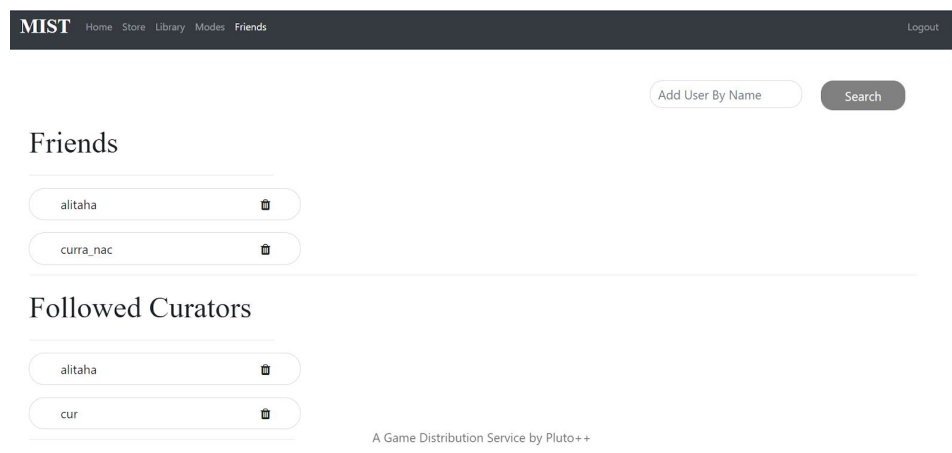 MIST Home Store Library Modes Friends Logout
Add User By Name Search
Friends
alitaha
curra_nac
Followed Curators
alitaha
cur
A Game Distribution Service by Pluto++